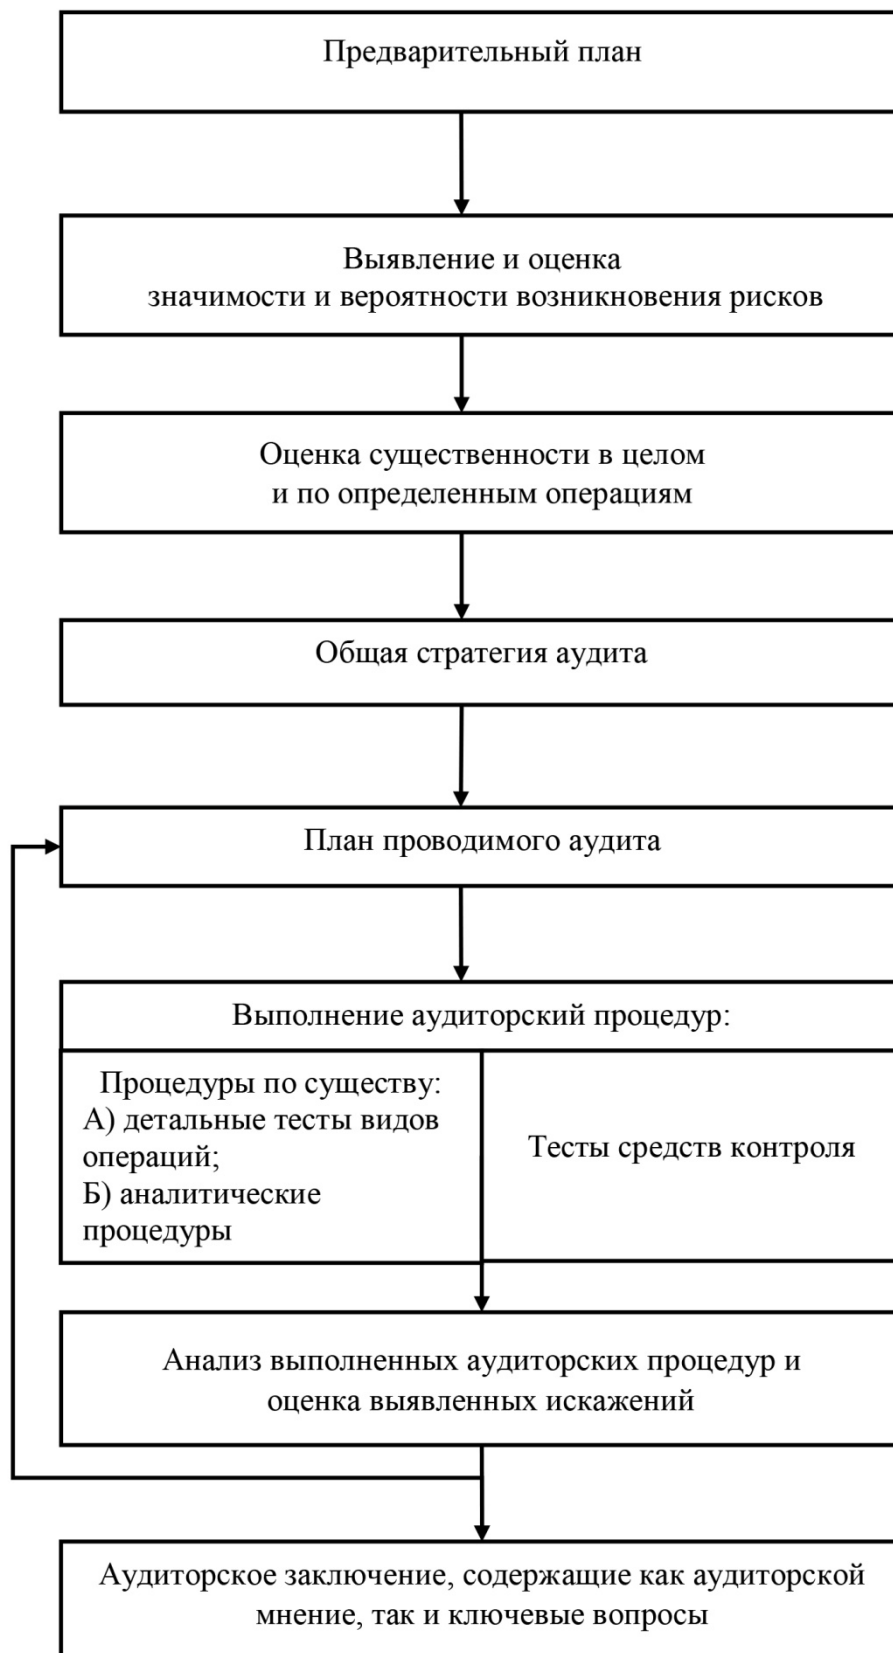 Предварительный план
Выявление и оценка
значимости и вероятности возникновения рисков
Оценка существенности в целом
и по определенным операциям
Общая стратегия аудита
План проводимого аудита
Выполнение аудиторский процедур:
Процедуры по существу:
А) детальные тесты видов
операций;
Б) аналитические
процедуры
Тесты средств контроля
Анализ выполненных аудиторских процедур и
оценка выявленных искажений
Аудиторское заключение, содержащие как аудиторской
мнение, так и ключевые вопросы